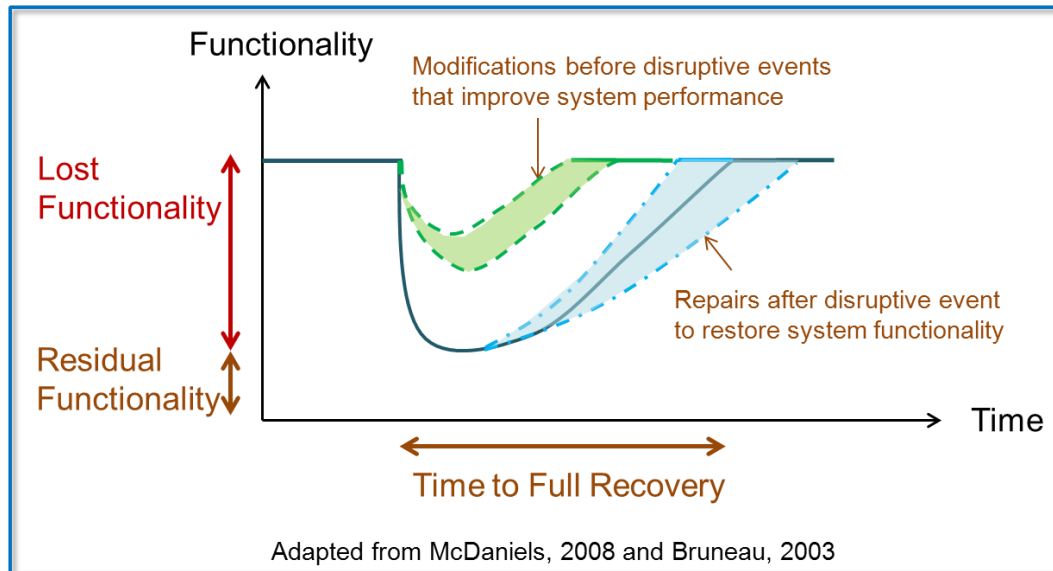 Functionality
Modifications before disruptive events
that improve system performance
Lost
Functionality
Repairs after disruptive event
to restore system functionality
Residual
Functionality
Time
Time to Full Recovery
Adapted from McDaniels, 2008 and Bruneau, 2003